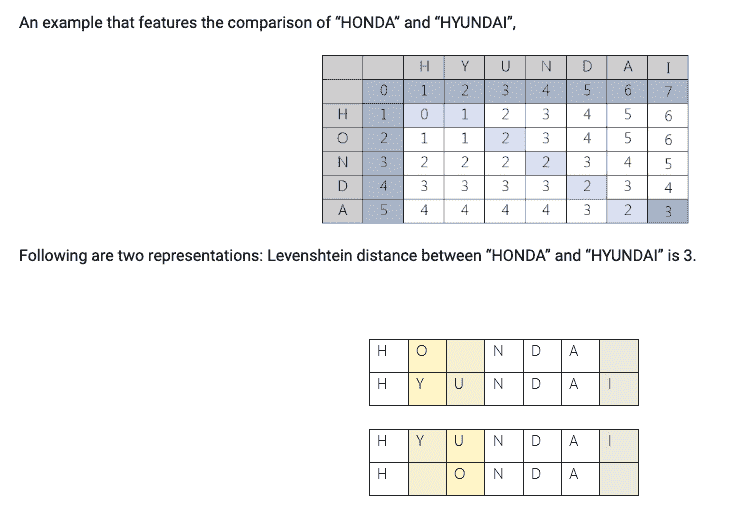 An example that features the comparison of “HONDA” and “HYUNDAI”,
H Y U N D A I
0 1 2 3 4 5 6 7
H 1 0 1 2 3 4 5 6
O 2 1 1 2 3 4 5 6
N 3 2 2 2 2 3 4 5
D 4 3 3 3 3 2 3 4
A 5 4 4 4 4 3 2 3
Following are two representations: Levenshtein distance between “HONDA” and “HYUNDAI” is 3.
H O N D A
H Y U N D A I
H Y U N D A I
H O N D A